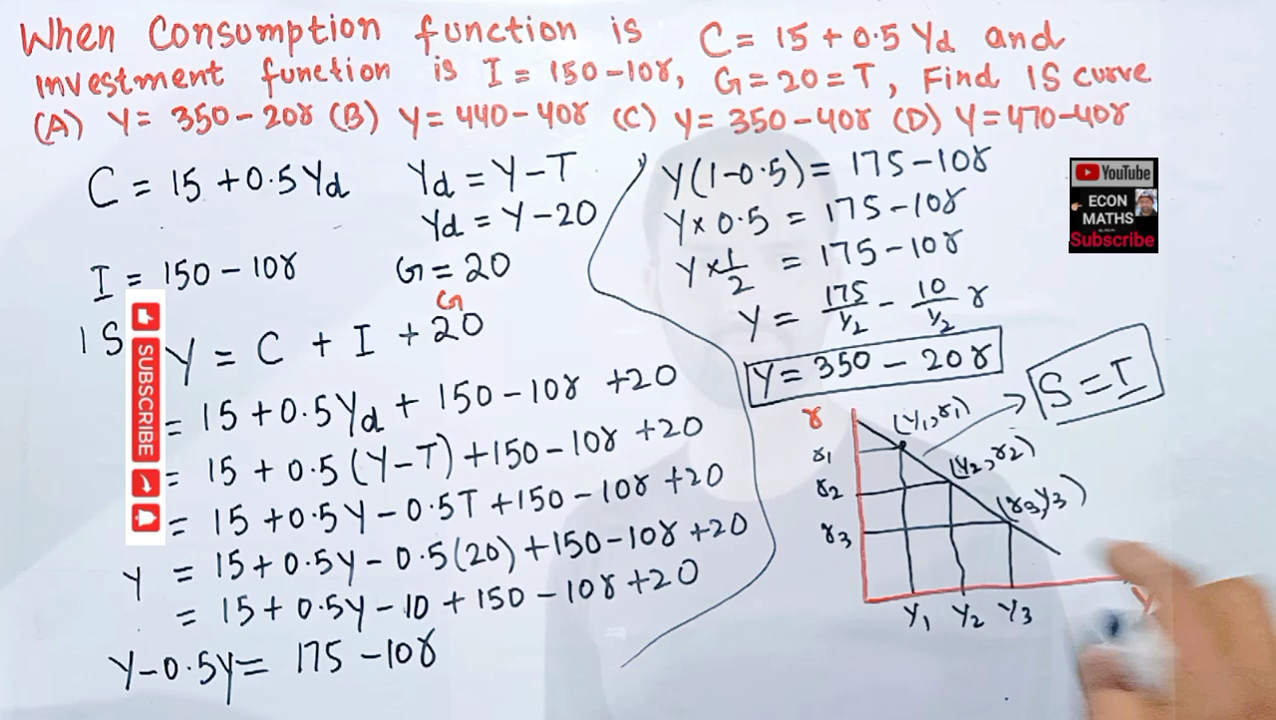 When Consumption function is C = 15 + 0.5 Yd and
investment function is I = 150-10r, G = 20 = T, Find IS curve
(A) Y = 350-20r (B) Y = 440-40r (C) Y = 350-40r (D) Y = 470-40r
C = 15 + 0.5 Yd
Yd = Y-T
Yd = Y-20
I = 150-10r
G = 20
G
IS
Y = C + I + 20
= 15 + 0.5 Yd + 150-10r + 20
= 15 + 0.5 (Y-T) + 150-10r + 20
= 15 + 0.5Y - 0.5T + 150-10r + 20
Y = 15 + 0.5Y - 0.5(20) + 150-10r + 20
= 15 + 0.5Y - 10 + 150 - 10r + 20
Y-0.5Y = 175-10r
Y(1-0.5) = 175-10r
Y x 0.5 = 175-10r
Y x 1/2 = 175-10r
Y = 175/1/2 - 10/1/2 r
Y = 350 - 20r
S = I
r
(Y1, r1)
r1
(Y2, r2)
r2
(r3, Y3)
r3
Y1 Y2 Y3
Y
SUBSCRIBE
YouTube
ECON
MATHS
Subscribe